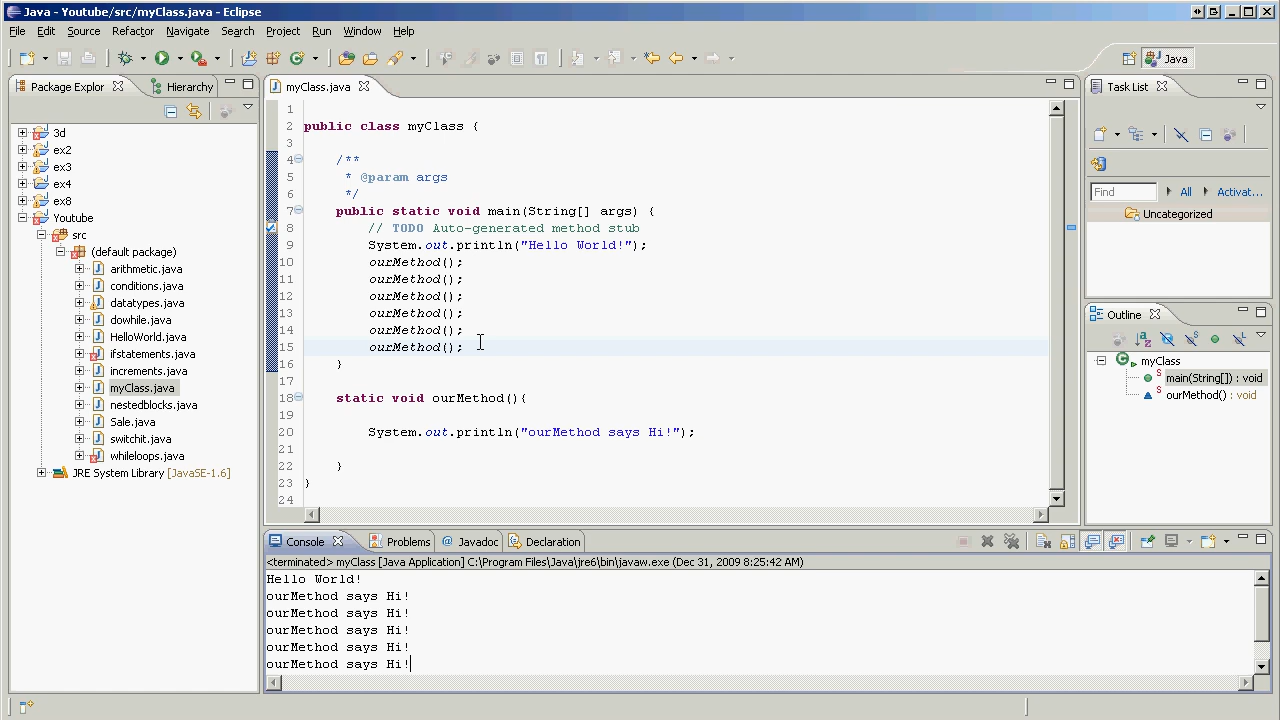 Java - Youtube/src/myClass.java - Eclipse
File Edit Source Refactor Navigate Search Project Run Window Help
Java
Package Explor
Hierarchy
3d
ex2
ex3
ex4
ex8
Youtube
src
(default package)
arithmetic.java
conditions.java
datatypes.java
dowhile.java
HelloWorld.java
ifstatements.java
increments.java
myClass.java
nestedblocks.java
Sale.java
switchit.java
whileloops.java
JRE System Library [JavaSE-1.6]
myClass.java
1
2 public class myClass {
3
4 /**
5 * @param args
6 */
7 public static void main(String[] args) {
8 // TODO Auto-generated method stub
9 System.out.println("Hello World!");
10 ourMethod();
11 ourMethod();
12 ourMethod();
13 ourMethod();
14 ourMethod();
15 ourMethod();
16 }
17
18 static void ourMethod(){
19
20 System.out.println("ourMethod says Hi!");
21
22 }
23 }
24
Task List
Find All Activat...
Uncategorized
Outline
myClass
main(String[]) : void
ourMethod() : void
Console Problems Javadoc Declaration
<terminated> myClass [Java Application] C:\Program Files\Java\jre6\bin\javaw.exe (Dec 31, 2009 8:25:42 AM)
Hello World!
ourMethod says Hi!
ourMethod says Hi!
ourMethod says Hi!
ourMethod says Hi!
ourMethod says Hi!